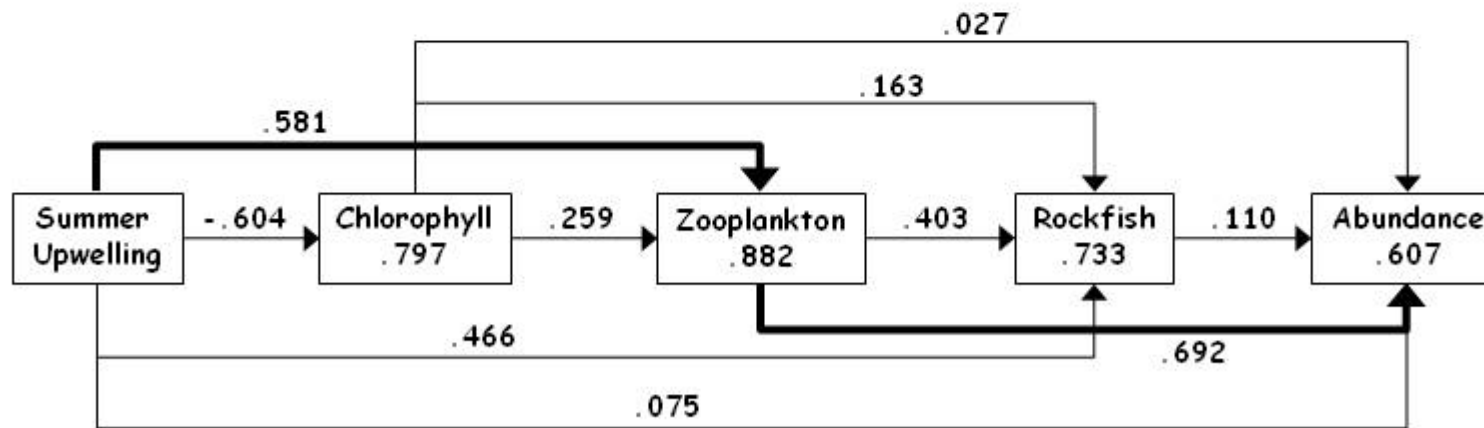 .027
.163
.581
Summer
Upwelling
-.604
Chlorophyll
.797
.259
Zooplankton
.882
.403
Rockfish
.733
.110
Abundance
.607
.466
.692
.075